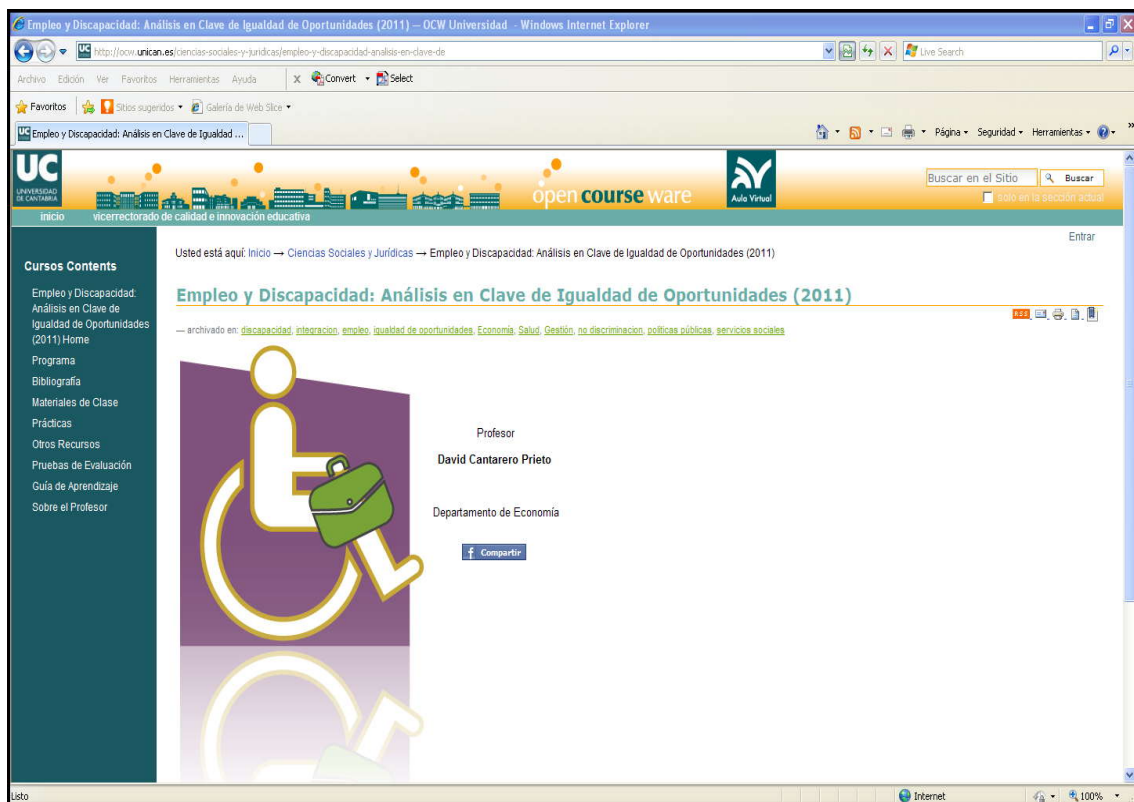 Empleo y Discapacidad: Análisis en Clave de Igualdad de Oportunidades (2011) — OCW Universidad - Windows Internet Explorer
http://ocw.unican.es/ciencias-sociales-y-juridicas/empleo-y-discapacidad-analisis-en-clave-de
Live Search
Archivo Edición Ver Favoritos Herramientas Ayuda X Convert Select
Favoritos Sitios sugeridos Galería de Web Slice
UC Empleo y Discapacidad: Análisis en Clave de Igualdad ...
Página Seguridad Herramientas »
UC
UNIVERSIDAD
DE CANTABRIA
open course ware
Aula Virtual
Buscar en el Sitio Buscar
solo en la sección actual
inicio vicerrectorado de calidad e innovación educativa
Entrar
Usted está aquí: Inicio → Ciencias Sociales y Jurídicas → Empleo y Discapacidad: Análisis en Clave de Igualdad de Oportunidades (2011)
Cursos Contents
Empleo y Discapacidad:
Análisis en Clave de
Igualdad de Oportunidades
(2011) Home
Programa
Bibliografía
Materiales de Clase
Prácticas
Otros Recursos
Pruebas de Evaluación
Guía de Aprendizaje
Sobre el Profesor
Empleo y Discapacidad: Análisis en Clave de Igualdad de Oportunidades (2011)
RSS
— archivado en: discapacidad, integracion, empleo, igualdad de oportunidades, Economía, Salud, Gestión, no discriminacion, políticas públicas, servicios sociales
Profesor
David Cantarero Prieto
Departamento de Economía
f Compartir
Listo
Internet
100%